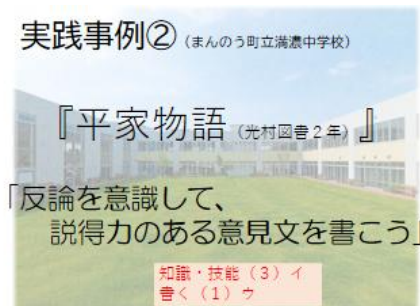 実践事例②（まんのう町立満濃中学校）
『平家物語（光村図書２年）』
「反論を意識して、
説得力のある意見文を書こう」
知識・技能（３）イ
書く（１）ウ